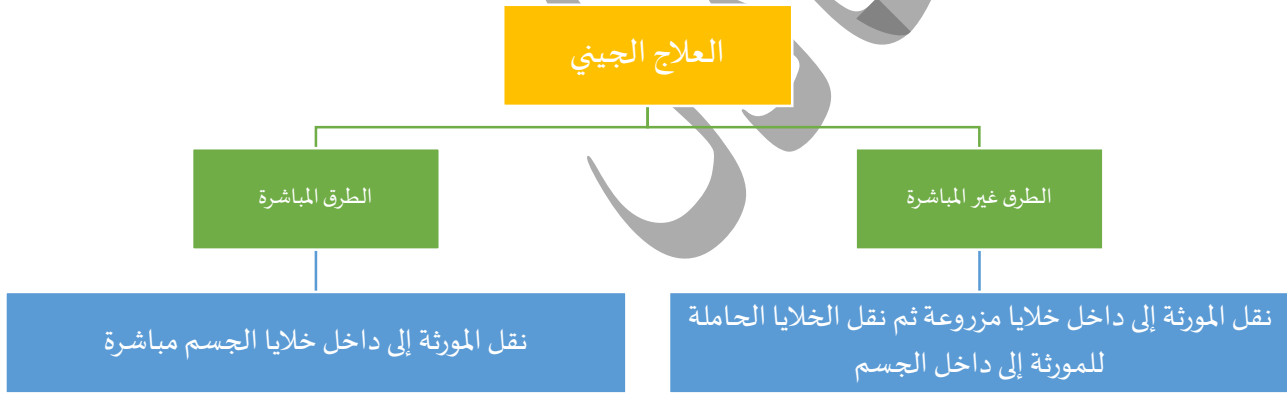 العلاج الجيني
الطرق غير المباشرة
الطرق المباشرة
نقل المورثة إلى داخل خلايا مزروعة ثم نقل الخلايا الحاملة
للمورثة إلى داخل الجسم
نقل المورثة إلى داخل خلايا الجسم مباشرة